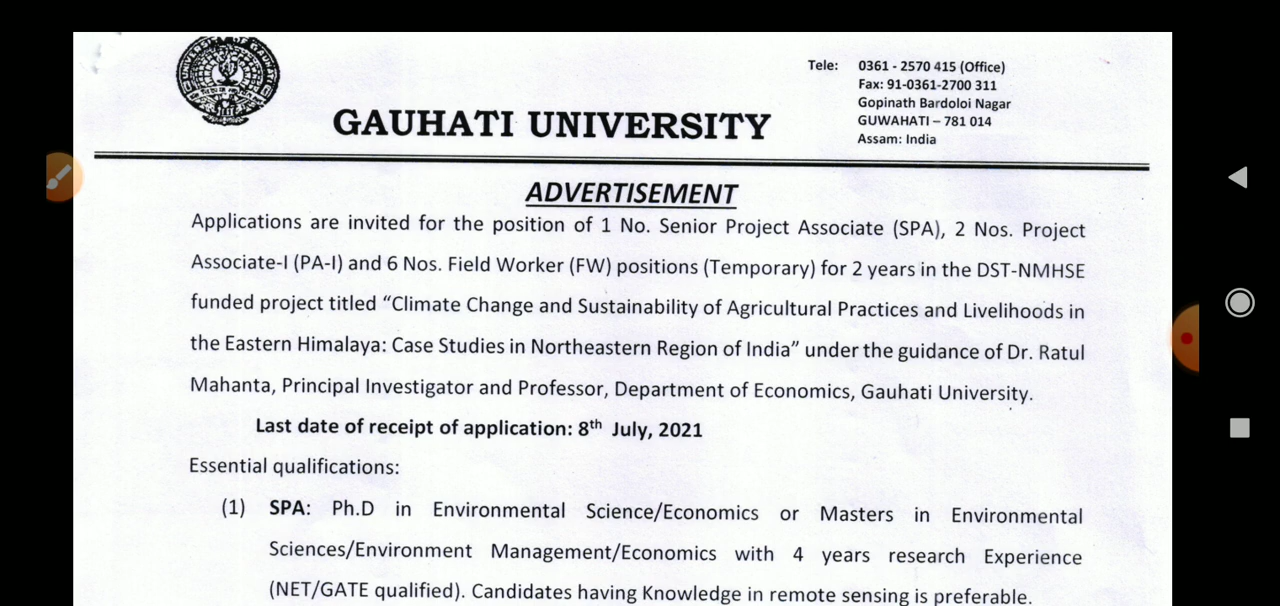 Tele: 0361 - 2570 415 (Office)
Fax: 91-0361-2700 311
Gopinath Bardoloi Nagar
GUWAHATI – 781 014
Assam: India
GAUHATI UNIVERSITY
ADVERTISEMENT
Applications are invited for the position of 1 No. Senior Project Associate (SPA), 2 Nos. Project
Associate-I (PA-I) and 6 Nos. Field Worker (FW) positions (Temporary) for 2 years in the DST-NMHSE
funded project titled “Climate Change and Sustainability of Agricultural Practices and Livelihoods in
the Eastern Himalaya: Case Studies in Northeastern Region of India” under the guidance of Dr. Ratul
Mahanta, Principal Investigator and Professor, Department of Economics, Gauhati University.
Last date of receipt of application: 8th July, 2021
Essential qualifications:
(1) SPA: Ph.D in Environmental Science/Economics or Masters in Environmental
Sciences/Environment Management/Economics with 4 years research Experience
(NET/GATE qualified). Candidates having Knowledge in remote sensing is preferable.